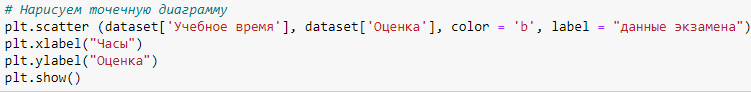 # Нарисуем точечную диаграмму
plt.scatter (dataset['Учебное время'], dataset['Оценка'], color = 'b', label = "данные экзамена")
plt.xlabel("Часы")
plt.ylabel("Оценка")
plt.show()